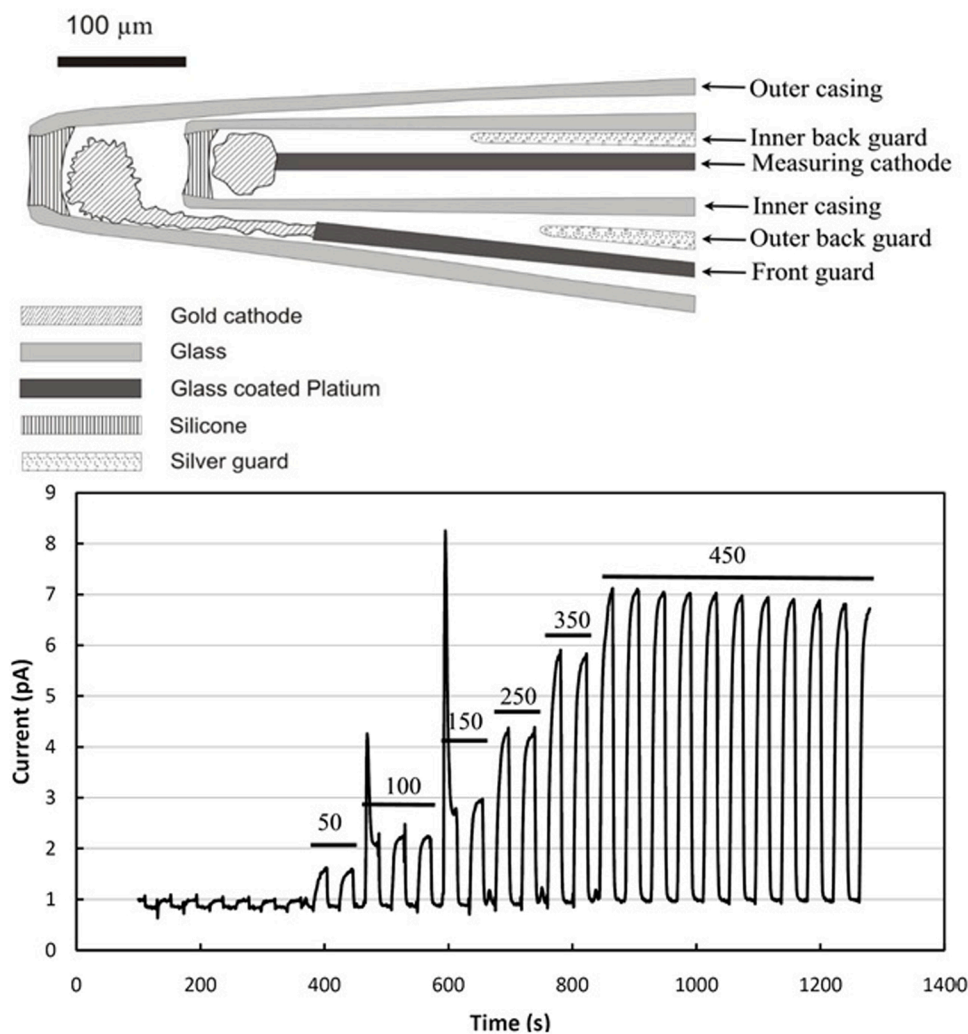 100 µm
Outer casing
Inner back guard
Measuring cathode
Inner casing
Outer back guard
Front guard
Gold cathode
Glass
Glass coated Platium
Silicone
Silver guard
9
8
7
6
5
4
3
2
1
0
Current (pA)
50
100
150
250
350
450
0 200 400 600 800 1000 1200 1400
Time (s)